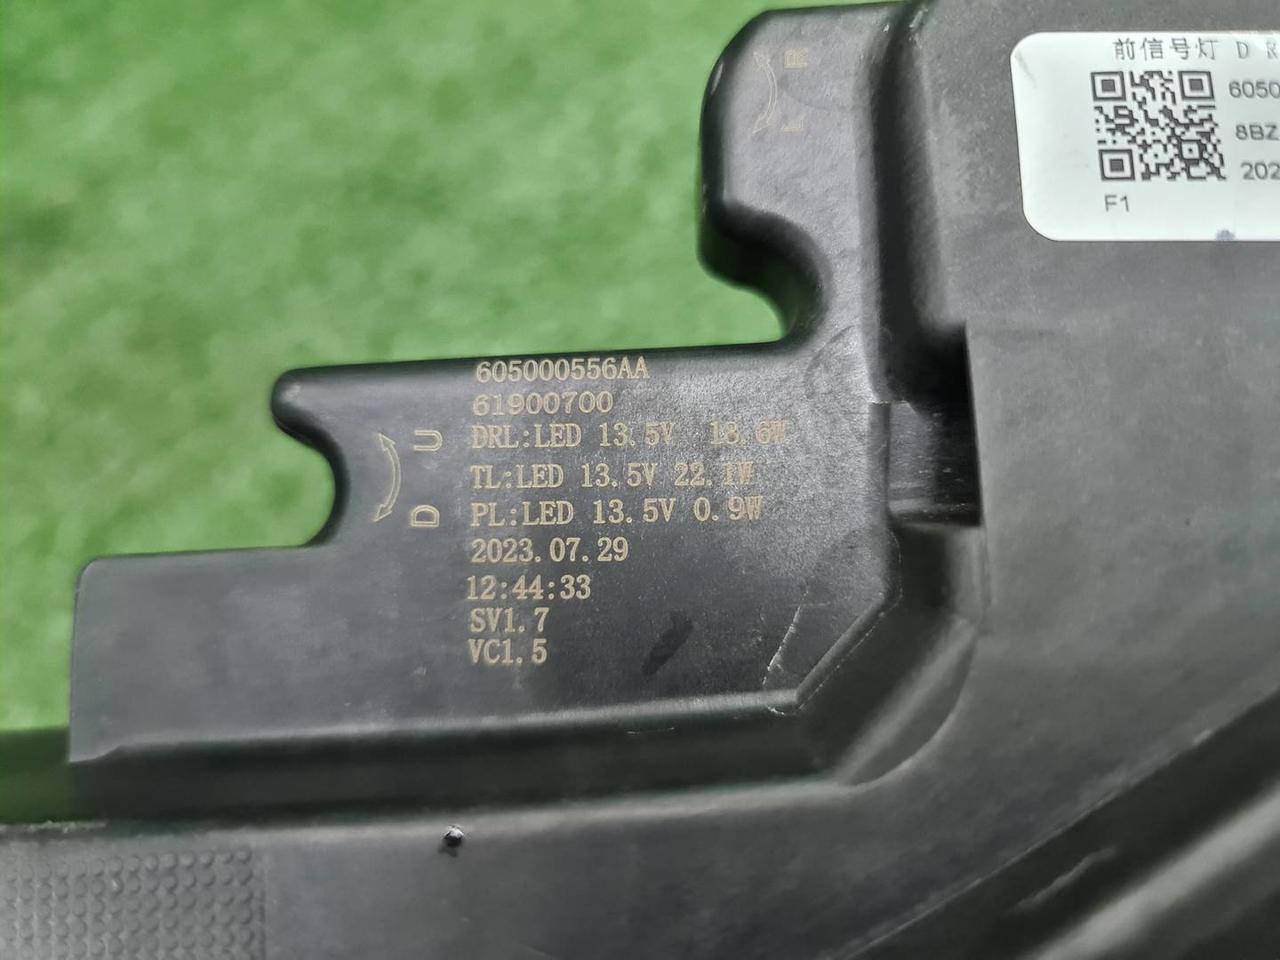 前信号灯 D R
6050
8BZ
202
F1
R
L
605000556AA
61900700
DRL:LED 13.5V 18.6W
TL:LED 13.5V 22.1W
PL:LED 13.5V 0.9W
2023.07.29
12:44:33
SV1.7
VC1.5
U
D